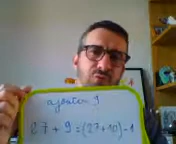 ajouter 9
27 + 9 = (27+10) - 1